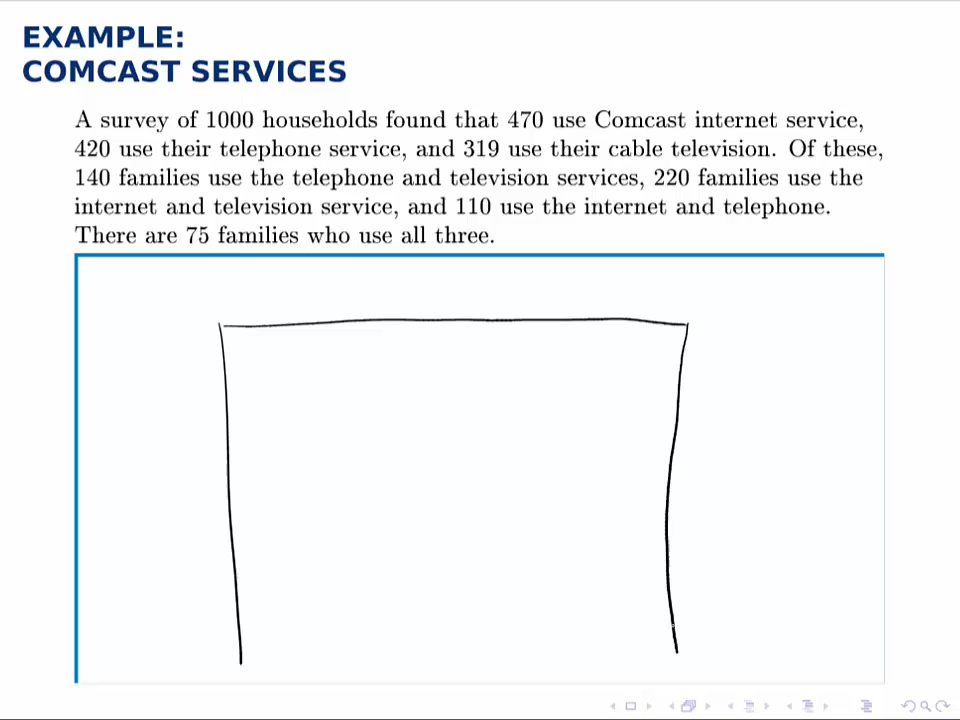 EXAMPLE:
COMCAST SERVICES
A survey of 1000 households found that 470 use Comcast internet service,
420 use their telephone service, and 319 use their cable television. Of these,
140 families use the telephone and television services, 220 families use the
internet and television service, and 110 use the internet and telephone.
There are 75 families who use all three.